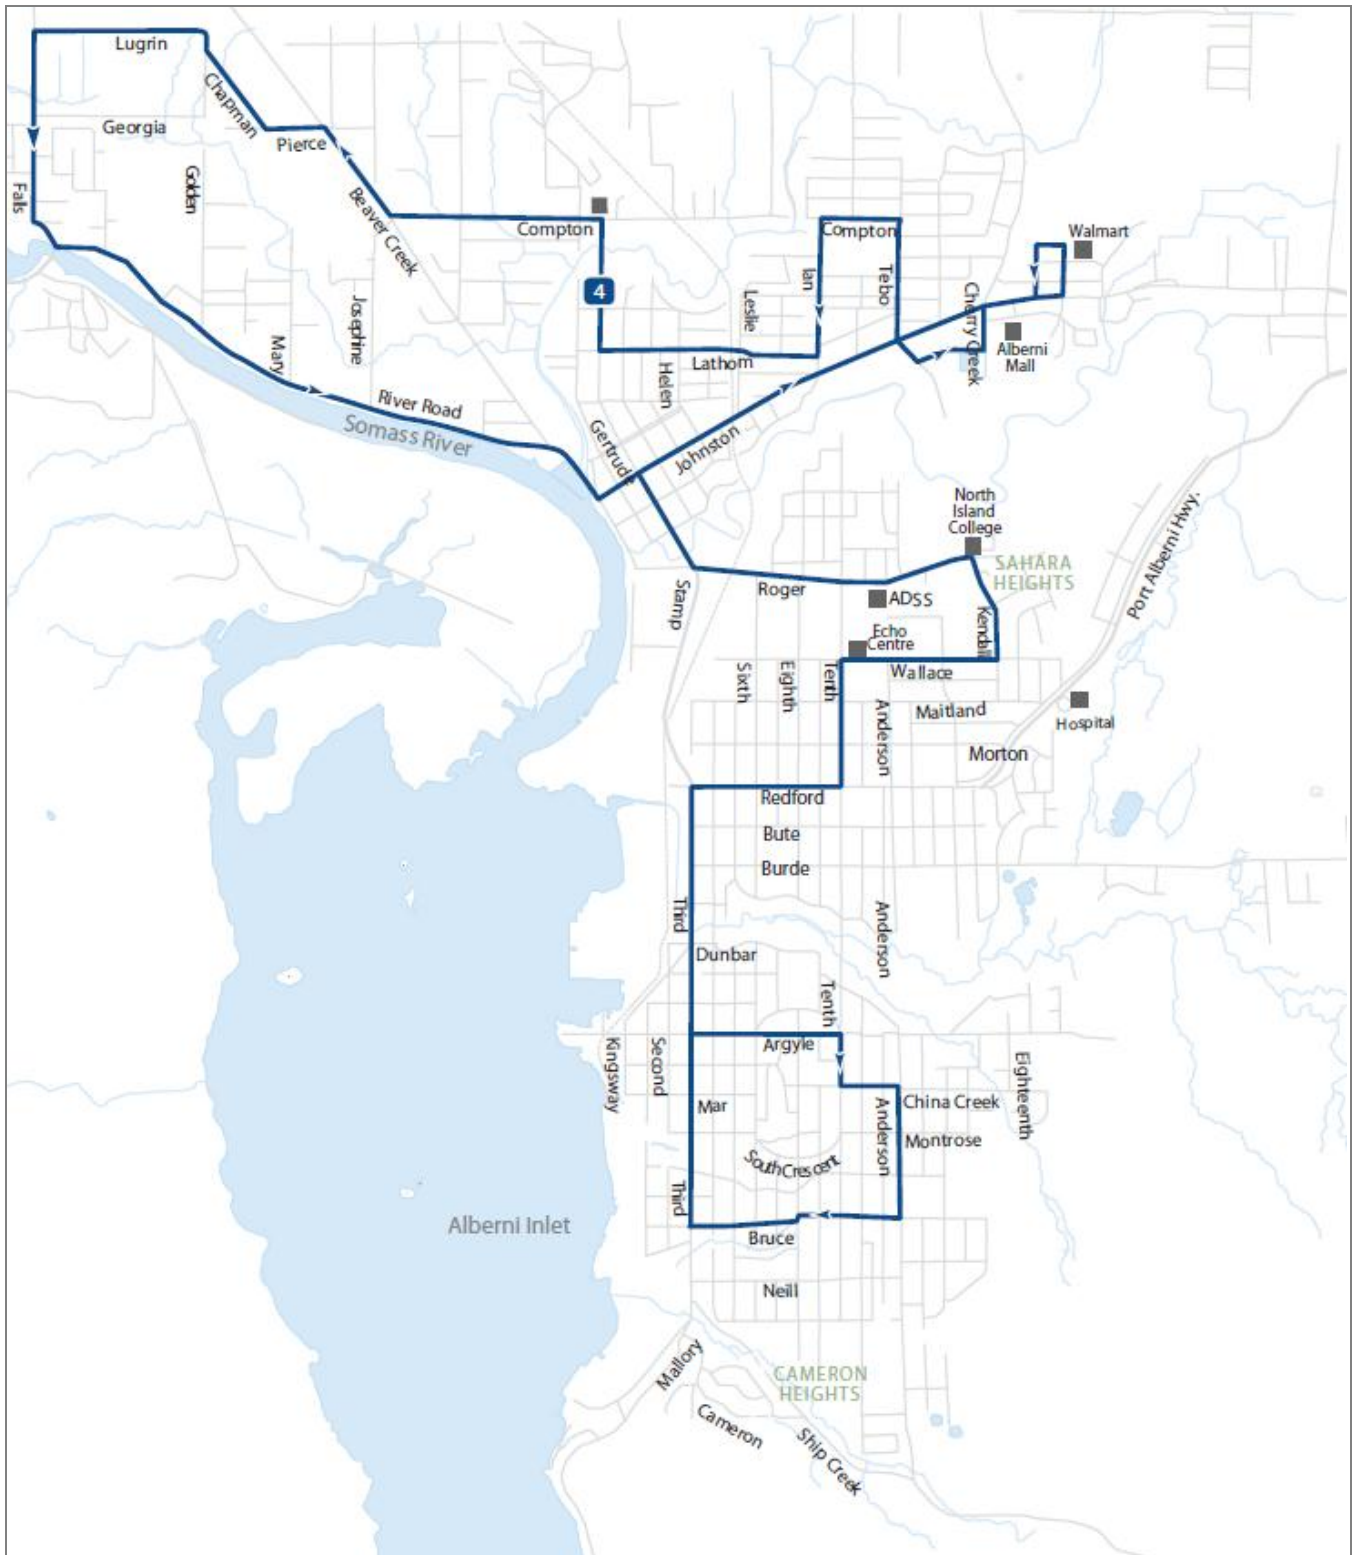 Lugrin
Chapman
Georgia
Pierce
Golden
Falls
Beaver Creek
Compton
4
Compton
Walmart
Ian
Tebo
Leslie
Cherry Creek
Josephine
Mary
Alberni
Mall
Lathom
Helen
River Road
Somass River
Gertrude
Johnston
North
Island
College
SAHARA
HEIGHTS
Port Alberni Hwy.
Stamp
Roger
ADSS
Kendall
Echo
Centre
Wallace
Sixth
Eighth
Tenth
Anderson
Maitland
Hospital
Morton
Redford
Bute
Burde
Third
Anderson
Dunbar
Tenth
Argyle
Kingsway
Second
Eighteenth
Mar
China Creek
Anderson
Montrose
South Crescent
Third
Alberni Inlet
Bruce
Neill
Mallory
CAMERON
HEIGHTS
Cameron
Ship Creek